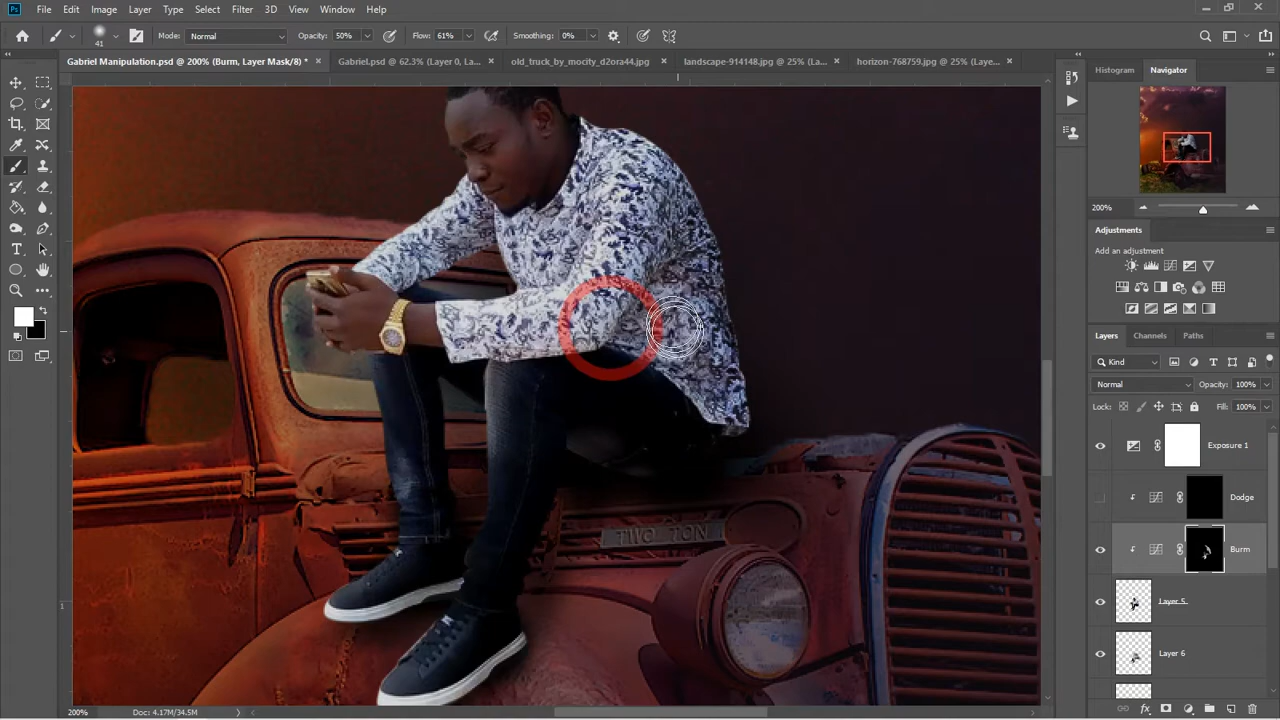 Ps File Edit Image Layer Type Select Filter 3D View Window Help
41 Mode: Normal Opacity: 50% Flow: 61% Smoothing: 0%
Gabriel Manipulation.psd @ 200% (Burm, Layer Mask/8) * Gabriel.psd @ 62.3% (Layer 0, La... old_truck_by_mocity_d2ora44.jpg landscape-914148.jpg @ 25% (La... horizon-768759.jpg @ 25% (Laye...
Histogram Navigator
200%
Adjustments
Add an adjustment
Layers Channels Paths
Kind
Normal Opacity: 100%
Lock: Fill: 100%
Exposure 1
Dodge
Burm
Layer 5
Layer 6
TWO TON
1
200% Doc: 4.17M/34.5M